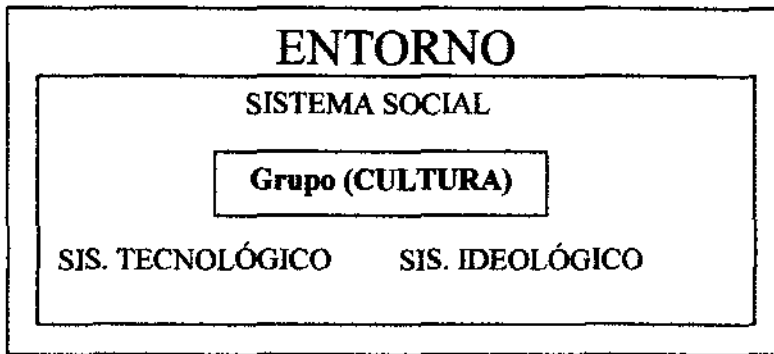 ENTORNO
SISTEMA SOCIAL
Grupo (CULTURA)
SIS. TECNOLÓGICO SIS. IDEOLÓGICO